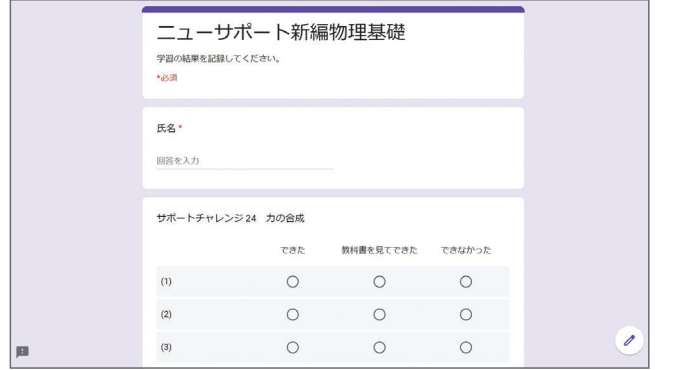 ニューサポート新編物理基礎
学習の結果を記録してください。
*必須
氏名 *
回答を入力
サポートチャレンジ 24　力の合成
できた　教科書を見てできた　できなかった
(1)
(2)
(3)